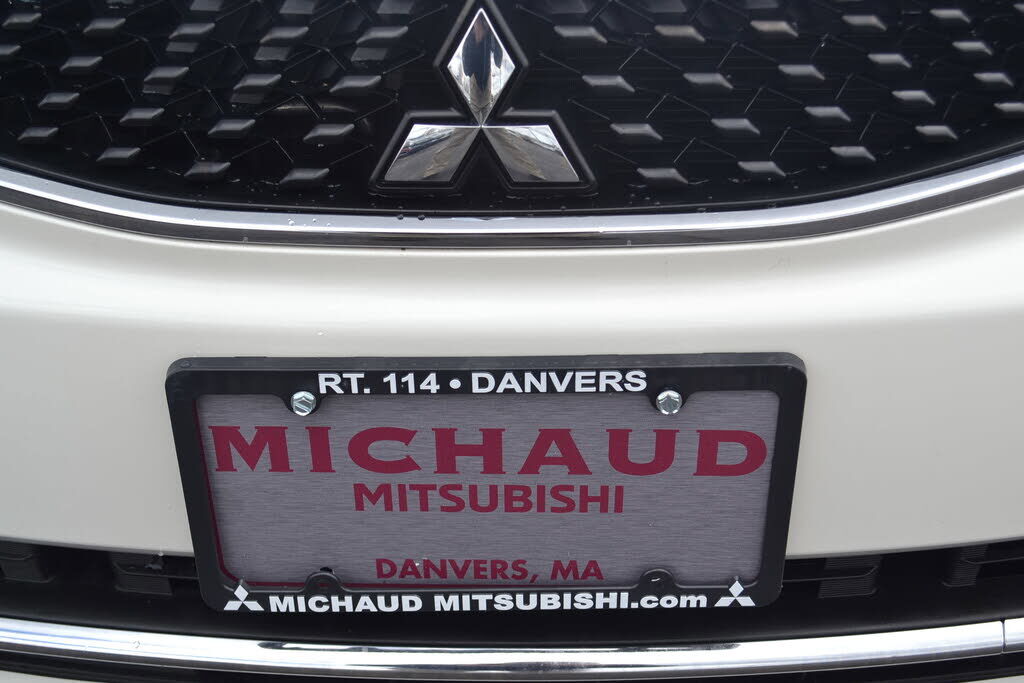 RT. 114 • DANVERS
MICHAUD
MITSUBISHI
DANVERS, MA
MICHAUD MITSUBISHI.com